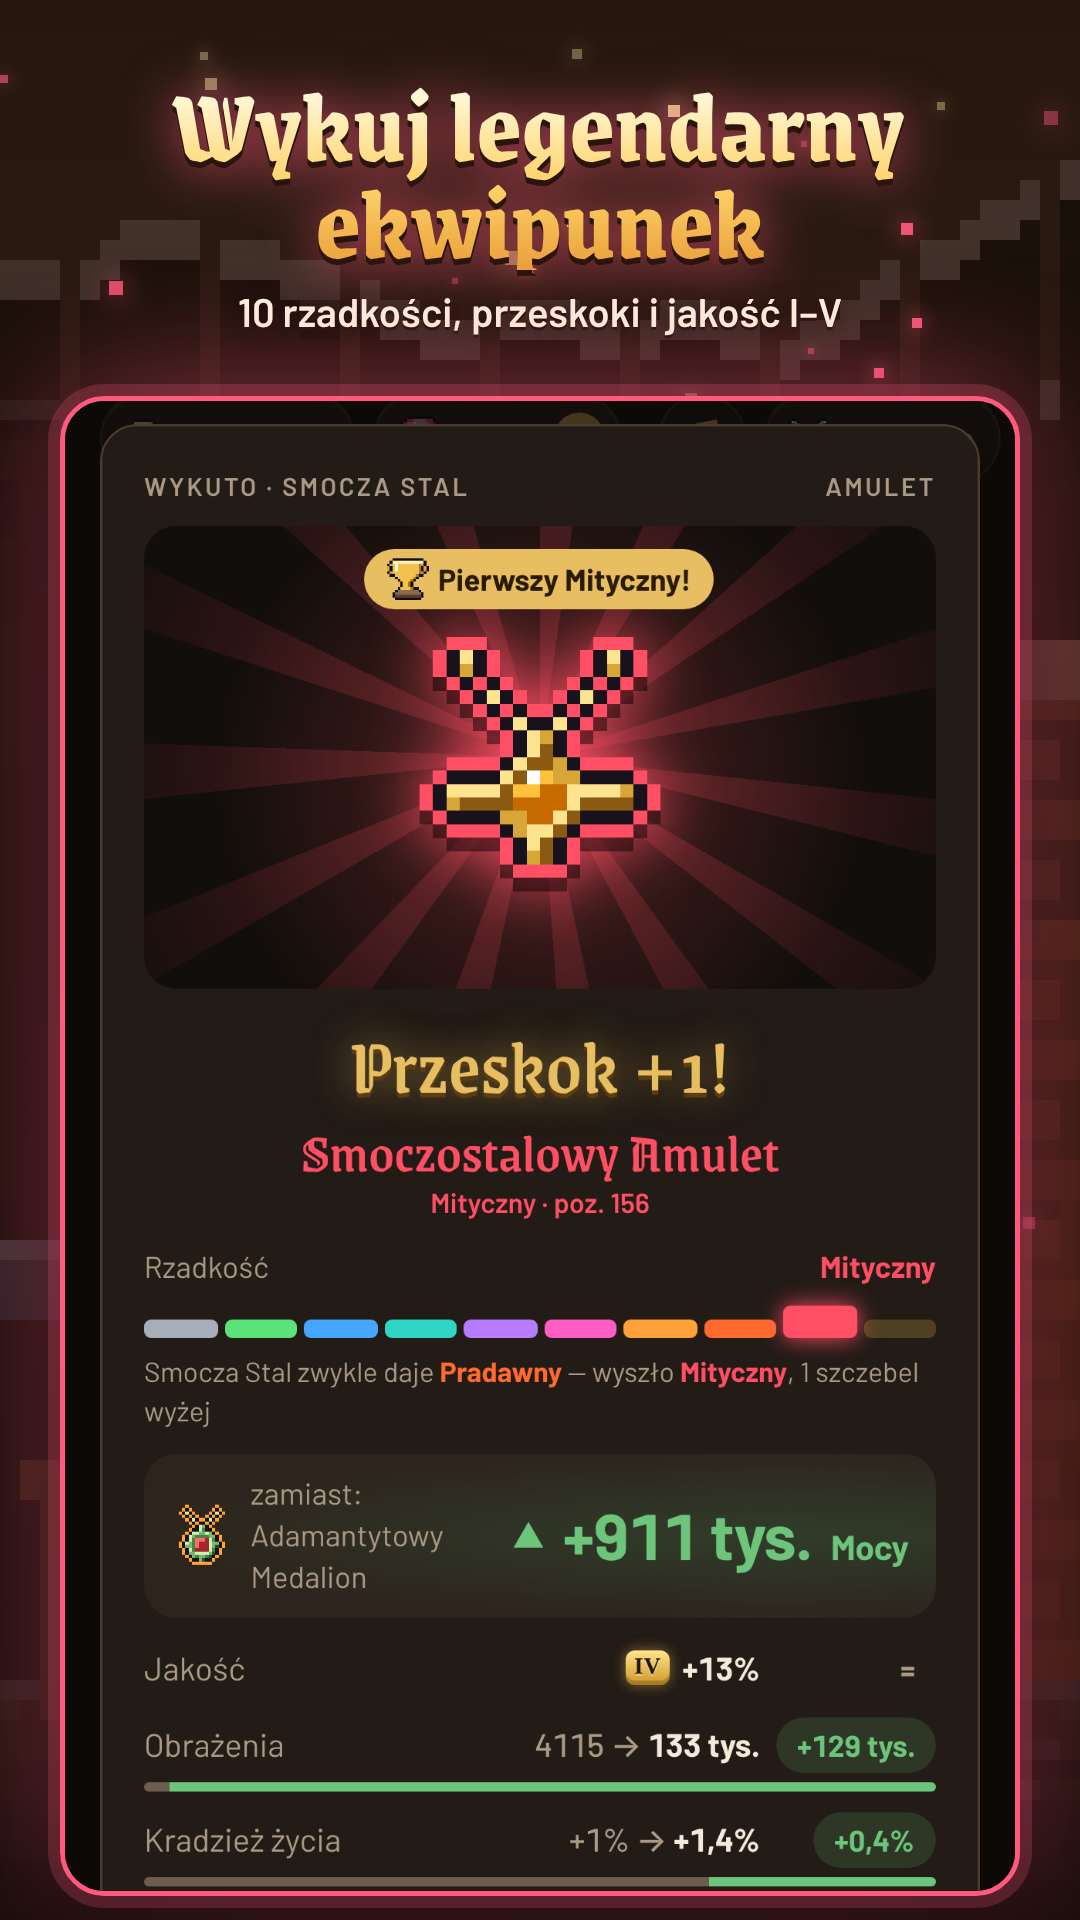 Wykuj legendarny
ekwipunek
10 rzadkości, przeskoki i jakość I–V
WYKUTO · SMOCZA STAL
AMULET
Pierwszy Mityczny!
Przeskok +1!
Smoczostalowy Amulet
Mityczny · poz. 156
Rzadkość
Mityczny
Smocza Stal zwykle daje Pradawny — wyszło Mityczny, 1 szczebel
wyżej
zamiast:
Adamantytowy
Medalion
▲ +911 tys. Mocy
Jakość
IV +13% =
Obrażenia
4115 → 133 tys. +129 tys.
Kradzież życia
+1% → +1,4% +0,4%